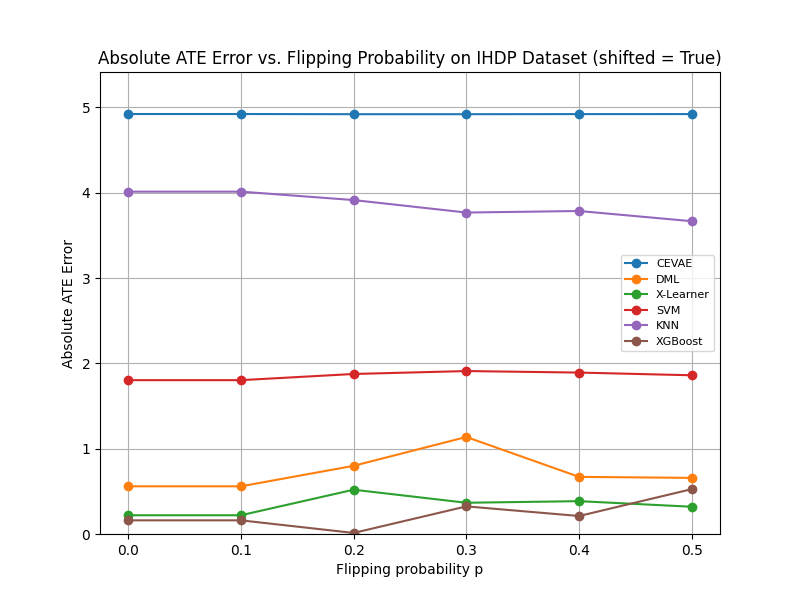 Absolute ATE Error vs. Flipping Probability on IHDP Dataset (shifted = True)
Absolute ATE Error
5
4
3
2
1
0
CEVAE
DML
X-Learner
SVM
KNN
XGBoost
0.0 0.1 0.2 0.3 0.4 0.5
Flipping probability p